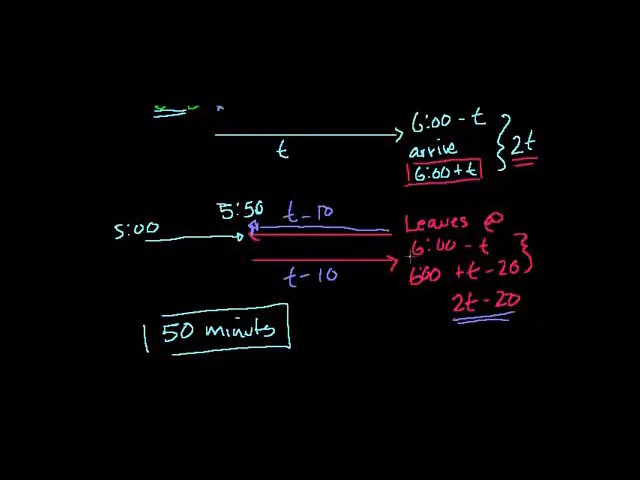 6:00 - t
t
arrive
2t
6:00 + t
5:50
t - 10
5:00
Leaves @
6:00 - t
t - 10
600 + t - 20
2t - 20
50 minuts